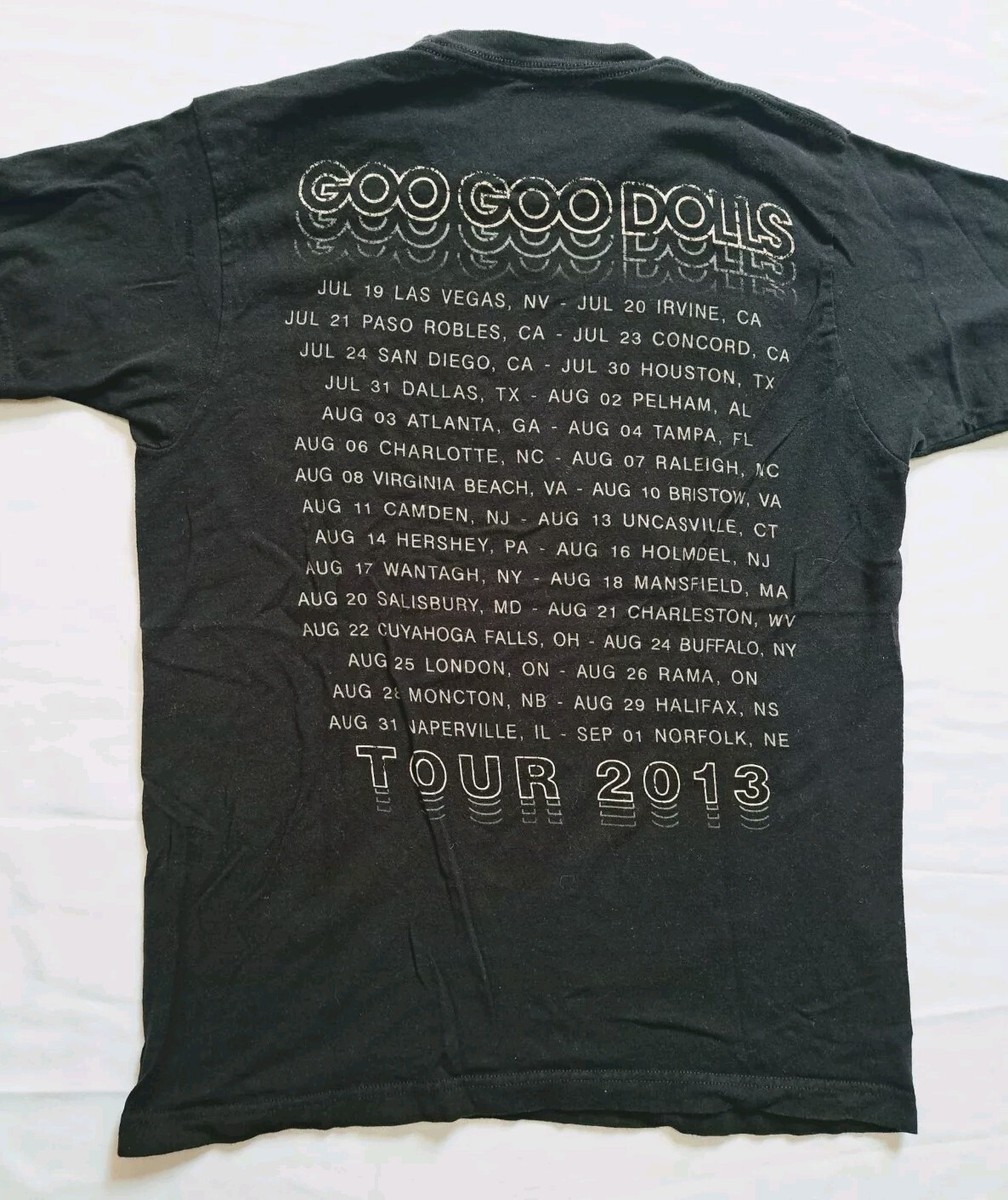 GOO GOO DOLLS
JUL 19 LAS VEGAS, NV - JUL 20 IRVINE, CA
JUL 21 PASO ROBLES, CA - JUL 23 CONCORD, CA
JUL 24 SAN DIEGO, CA - JUL 30 HOUSTON, TX
JUL 31 DALLAS, TX - AUG 02 PELHAM, AL
AUG 03 ATLANTA, GA - AUG 04 TAMPA, FL
AUG 06 CHARLOTTE, NC - AUG 07 RALEIGH, NC
AUG 08 VIRGINIA BEACH, VA - AUG 10 BRISTOW, VA
AUG 11 CAMDEN, NJ - AUG 13 UNCASVILLE, CT
AUG 14 HERSHEY, PA - AUG 16 HOLMDEL, NJ
AUG 17 WANTAGH, NY - AUG 18 MANSFIELD, MA
AUG 20 SALISBURY, MD - AUG 21 CHARLESTON, WV
AUG 22 CUYAHOGA FALLS, OH - AUG 24 BUFFALO, NY
AUG 25 LONDON, ON - AUG 26 RAMA, ON
AUG 28 MONCTON, NB - AUG 29 HALIFAX, NS
AUG 31 NAPERVILLE, IL - SEP 01 NORFOLK, NE
TOUR 2013